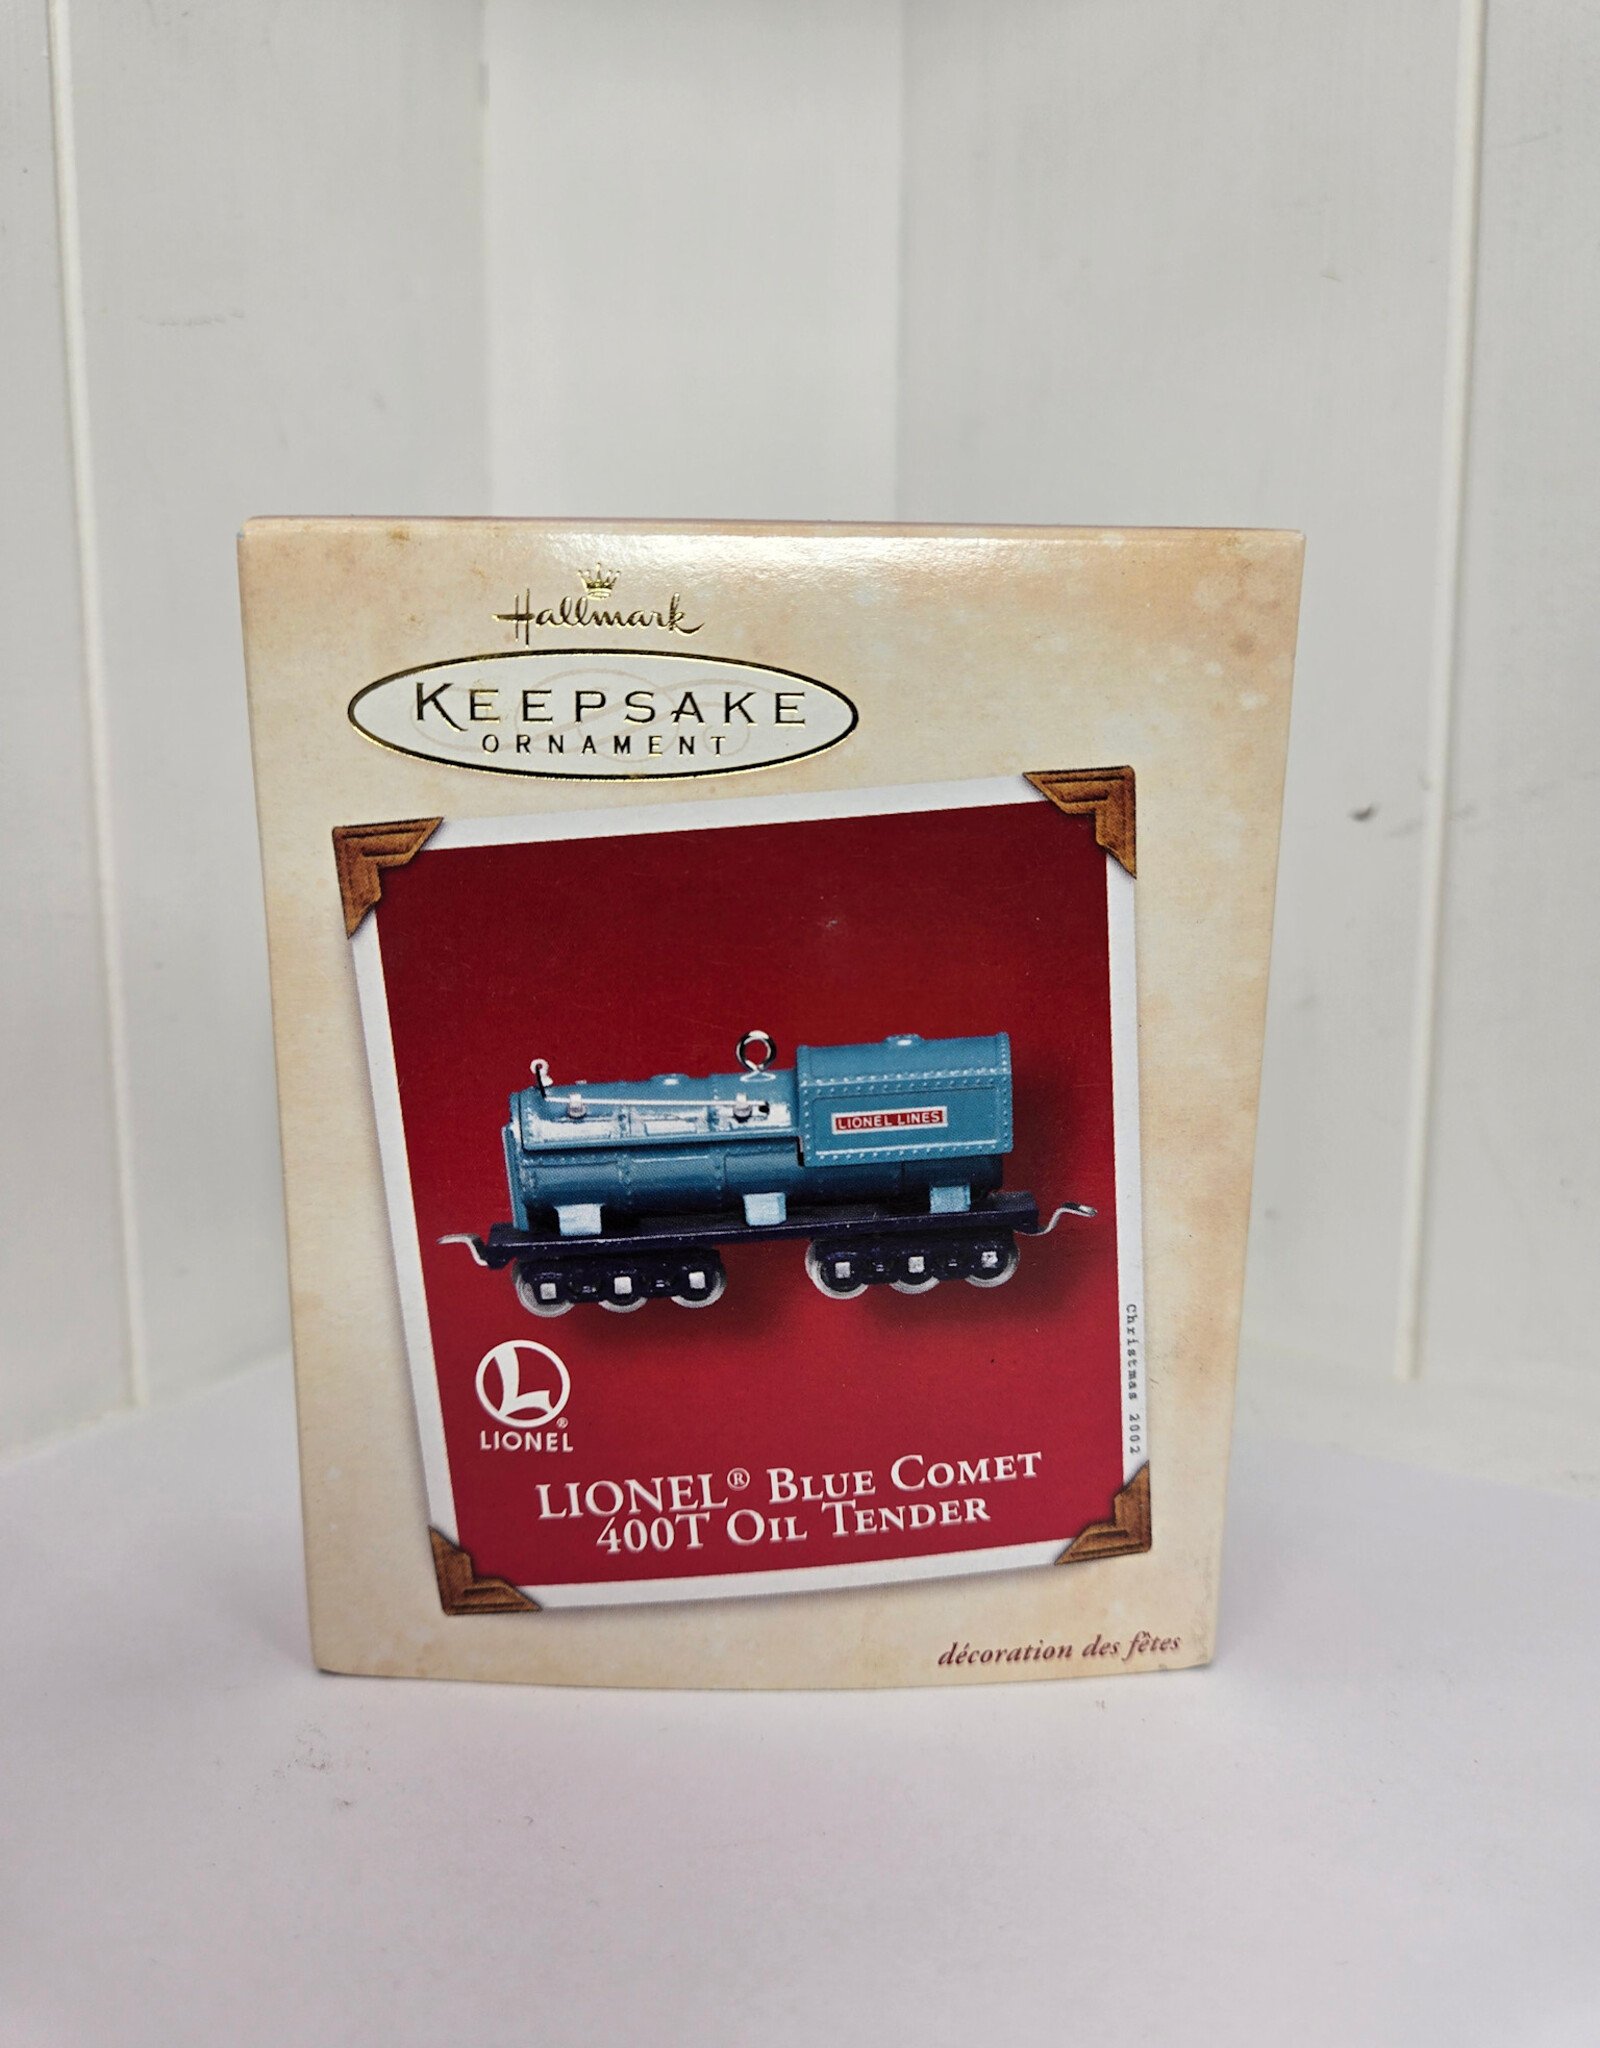 Hallmark
KEEPSAKE
ORNAMENT
LIONEL LINES
Christmas 2002
L
®
LIONEL
LIONEL® BLUE COMET
400T OIL TENDER
décoration des fêtes